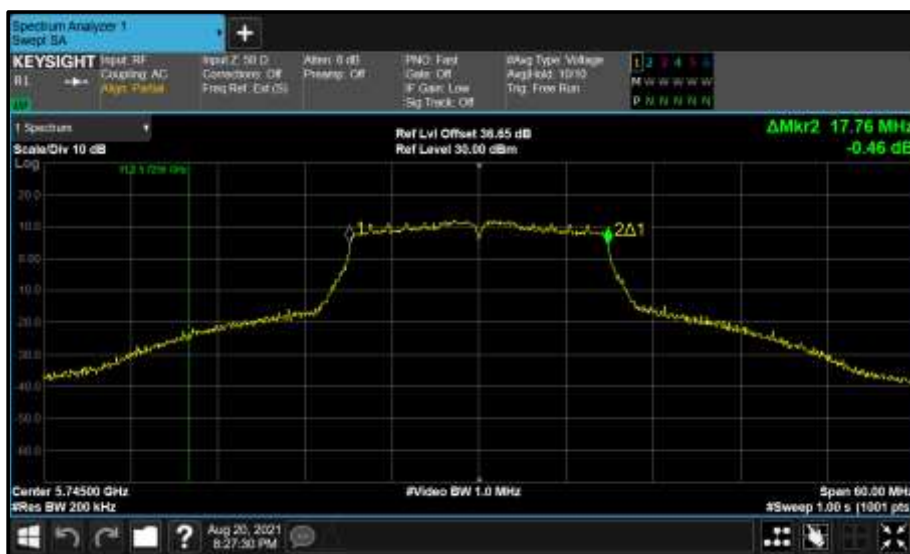 Spectrum Analyzer 1
Swept SA
+
KEYSIGHT Input: RF
R L
Coupling: AC
Align: Partial
Input Z: 50 Ω
Corrections: Off
Freq Ref: Ext (S)
Atten: 0 dB
Preamp: Off
PNO: Fast
Gate: Off
IF Gain: Low
Sig Track: Off
#Avg Type: Voltage
Avg|Hold: 10/10
Trig: Free Run
1 2 3 4 5 6
M W W W W W
P N N N N N
1 Spectrum
Scale/Div 10 dB
Ref Lvl Offset 36.65 dB
Ref Level 30.00 dBm
ΔMkr2 17.76 MHz
-0.46 dB
Log
20.0
10.0
0.00
-10.0
-20.0
-30.0
-40.0
-50.0
-60.0
1
2Δ1
Center 5.74500 GHz
#Res BW 200 kHz
#Video BW 1.0 MHz
Span 60.00 MHz
#Sweep 1.00 s (1001 pts)
?
Aug 20, 2021
8:27:30 PM